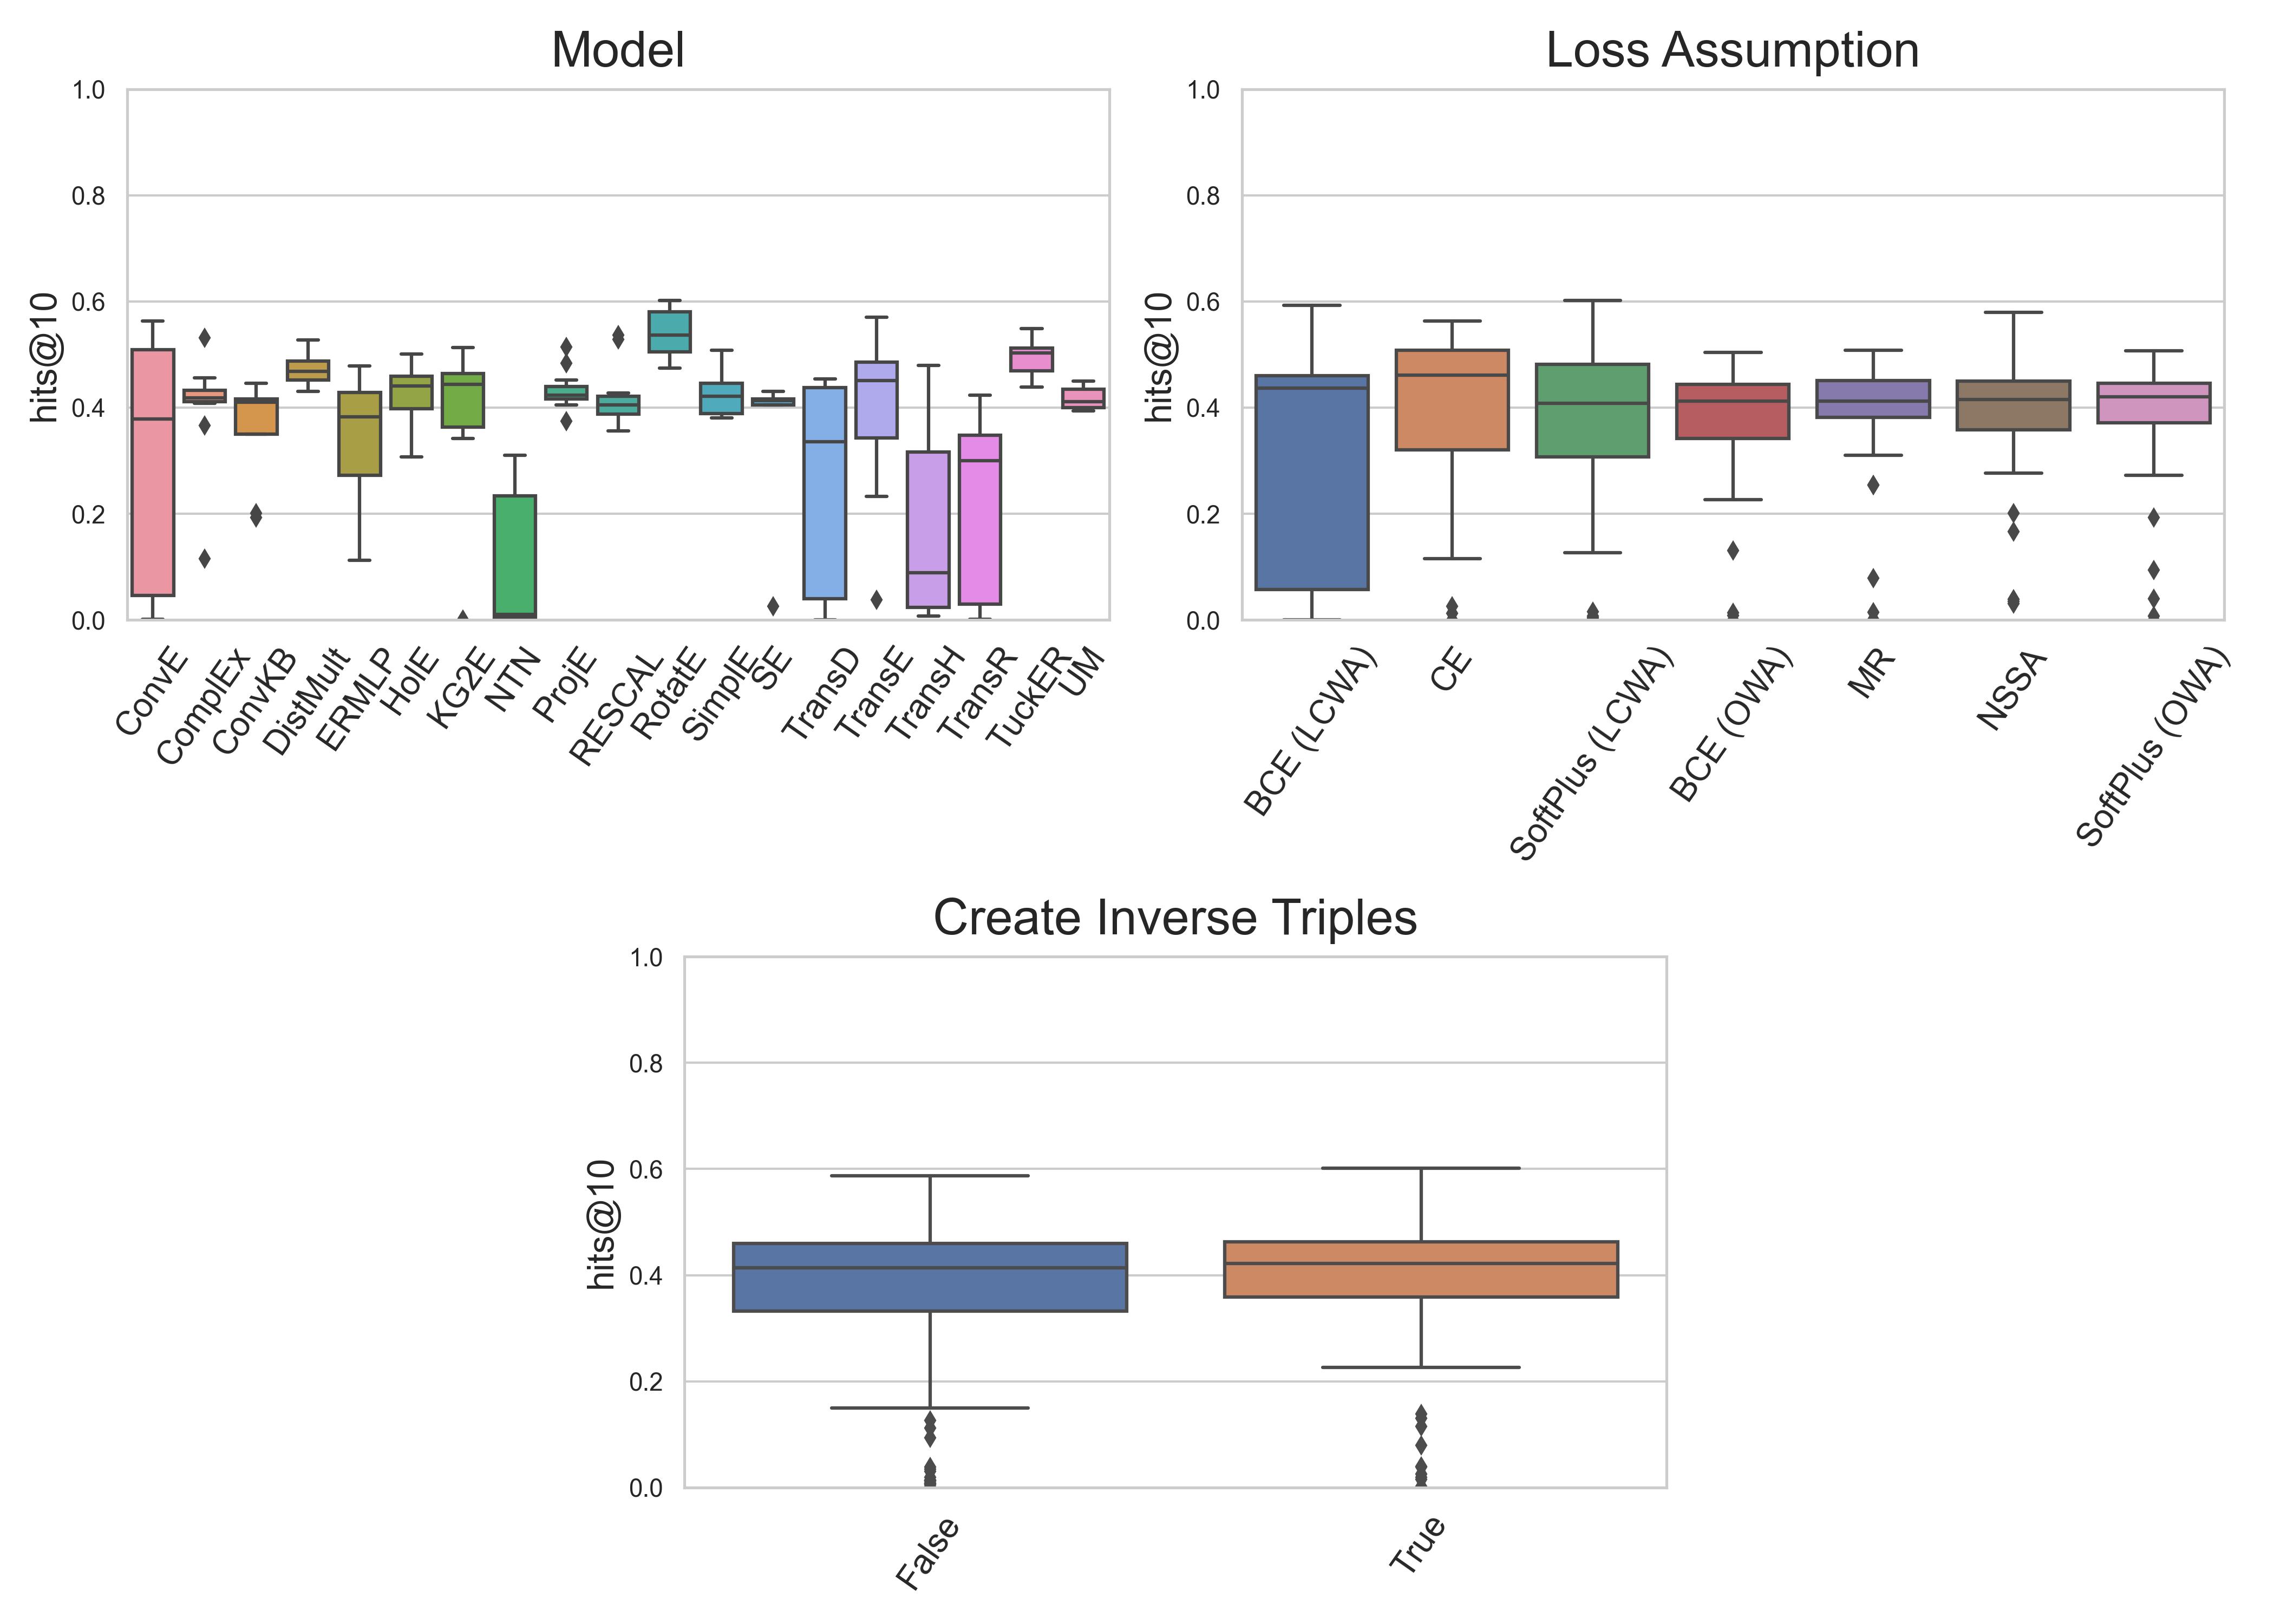 Model
1.0
0.8
0.6
0.4
0.2
0.0
hits@10
ConvE
ComplEx
ConvKB
DistMult
ERMLP
HolE
KG2E
NTN
ProjE
RESCAL
RotatE
SimplE
SE
TransD
TransE
TransH
TransR
TuckER
UM
Loss Assumption
1.0
0.8
0.6
0.4
0.2
0.0
hits@10
BCE (LCWA)
CE
SoftPlus (LCWA)
BCE (OWA)
MR
NSSA
SoftPlus (OWA)
Create Inverse Triples
1.0
0.8
0.6
0.4
0.2
0.0
hits@10
False
True